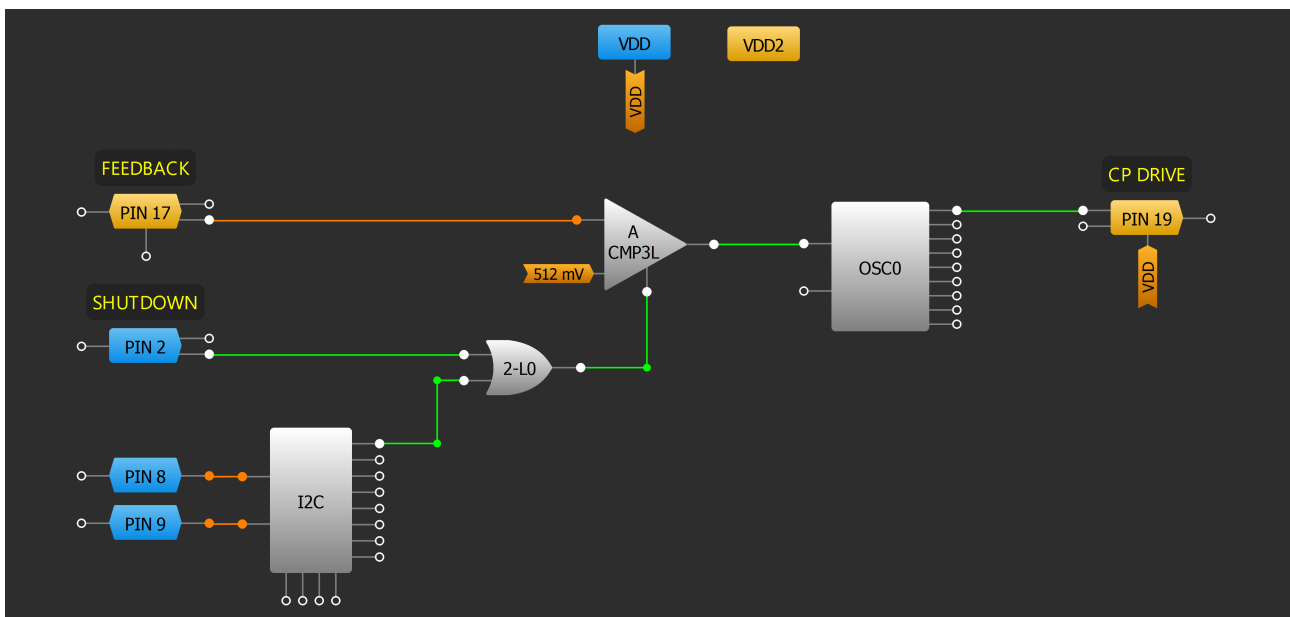 VDD
VDD2
VDD
FEEDBACK
PIN 17
A
CMP3L
512 mV
OSC0
CP DRIVE
PIN 19
VDD
SHUTDOWN
PIN 2
2-L0
PIN 8
I2C
PIN 9